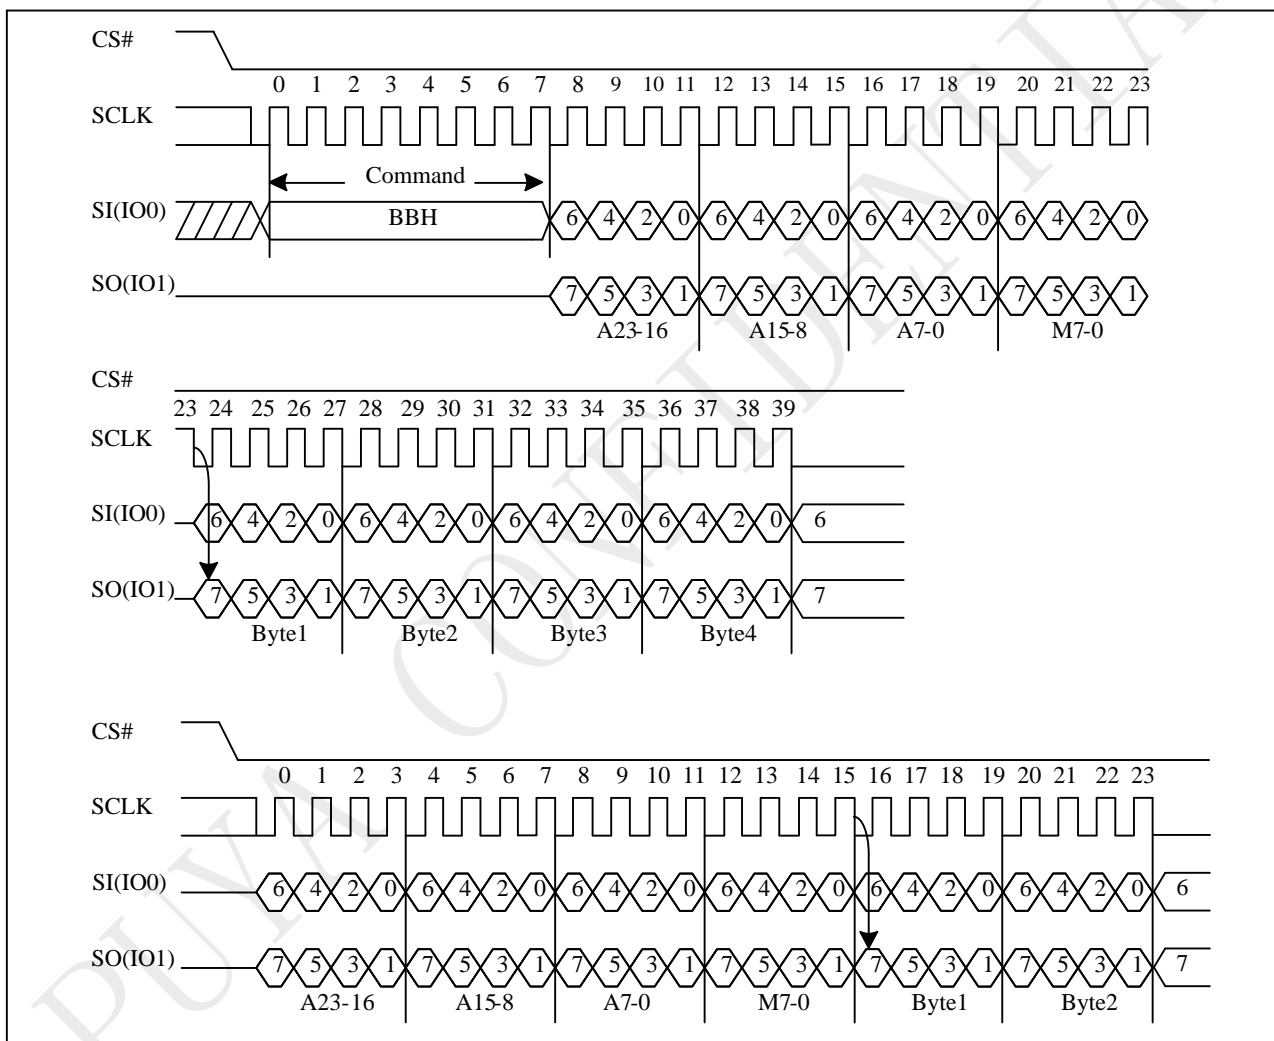 CS#
0 1 2 3 4 5 6 7 8 9 10 11 12 13 14 15 16 17 18 19 20 21 22 23
SCLK
Command
SI(IO0) BBH 6 4 2 0 6 4 2 0 6 4 2 0 6 4 2 0
SO(IO1) 7 5 3 1 7 5 3 1 7 5 3 1 7 5 3 1
A23-16 A15-8 A7-0 M7-0
CS#
23 24 25 26 27 28 29 30 31 32 33 34 35 36 37 38 39
SCLK
SI(IO0) 6 4 2 0 6 4 2 0 6 4 2 0 6 4 2 0 6
SO(IO1) 7 5 3 1 7 5 3 1 7 5 3 1 7 5 3 1 7
Byte1 Byte2 Byte3 Byte4
CS#
0 1 2 3 4 5 6 7 8 9 10 11 12 13 14 15 16 17 18 19 20 21 22 23
SCLK
SI(IO0) 6 4 2 0 6 4 2 0 6 4 2 0 6 4 2 0 6 4 2 0 6 4 2 0 6
SO(IO1) 7 5 3 1 7 5 3 1 7 5 3 1 7 5 3 1 7 5 3 1 7 5 3 1 7
A23-16 A15-8 A7-0 M7-0 Byte1 Byte2
PUYA CONFIDENTIAL